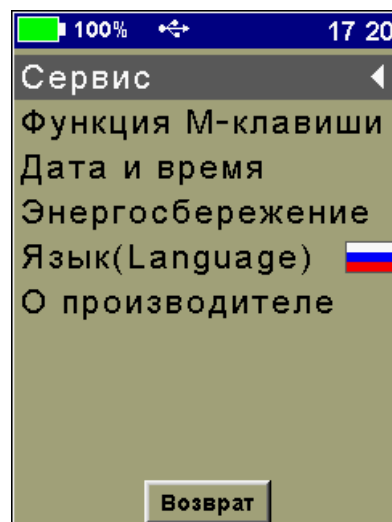 100% 17 20
Сервис
Функция М-клавиши
Дата и время
Энергосбережение
Язык(Language)
О производителе
Возврат